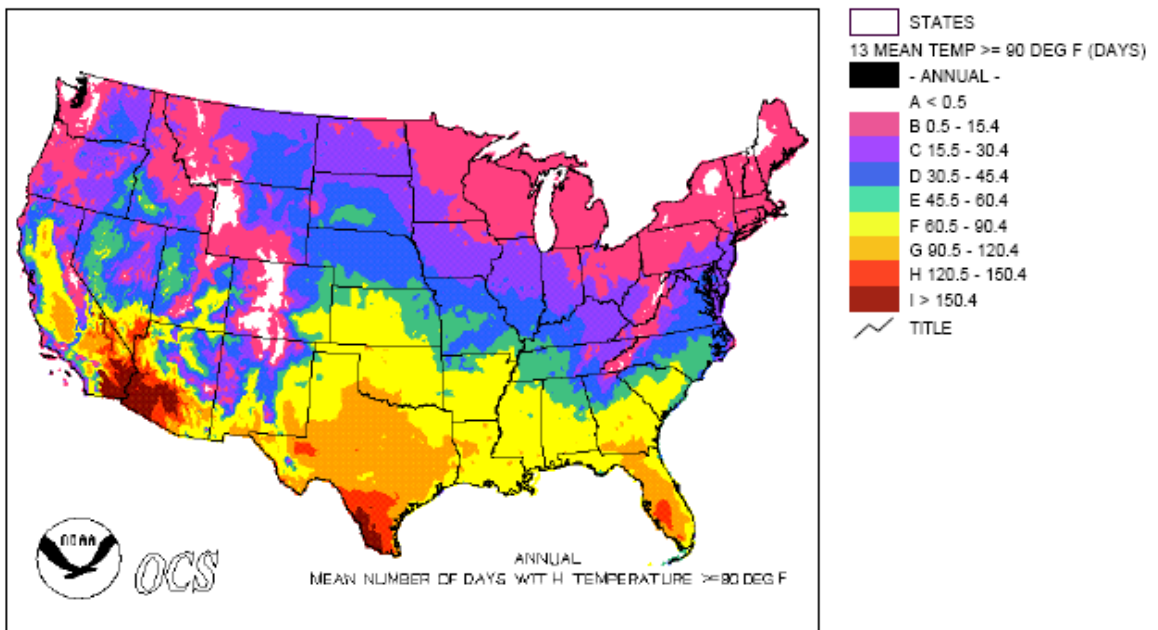 STATES
13 MEAN TEMP >= 90 DEG F (DAYS)
- ANNUAL -
A < 0.5
B 0.5 - 15.4
C 15.5 - 30.4
D 30.5 - 45.4
E 45.5 - 60.4
F 60.5 - 90.4
G 90.5 - 120.4
H 120.5 - 150.4
I > 150.4
TITLE
NOAA
OCS
ANNUAL
MEAN NUMBER OF DAYS WIT H TEMPERATURE >=90 DEG F